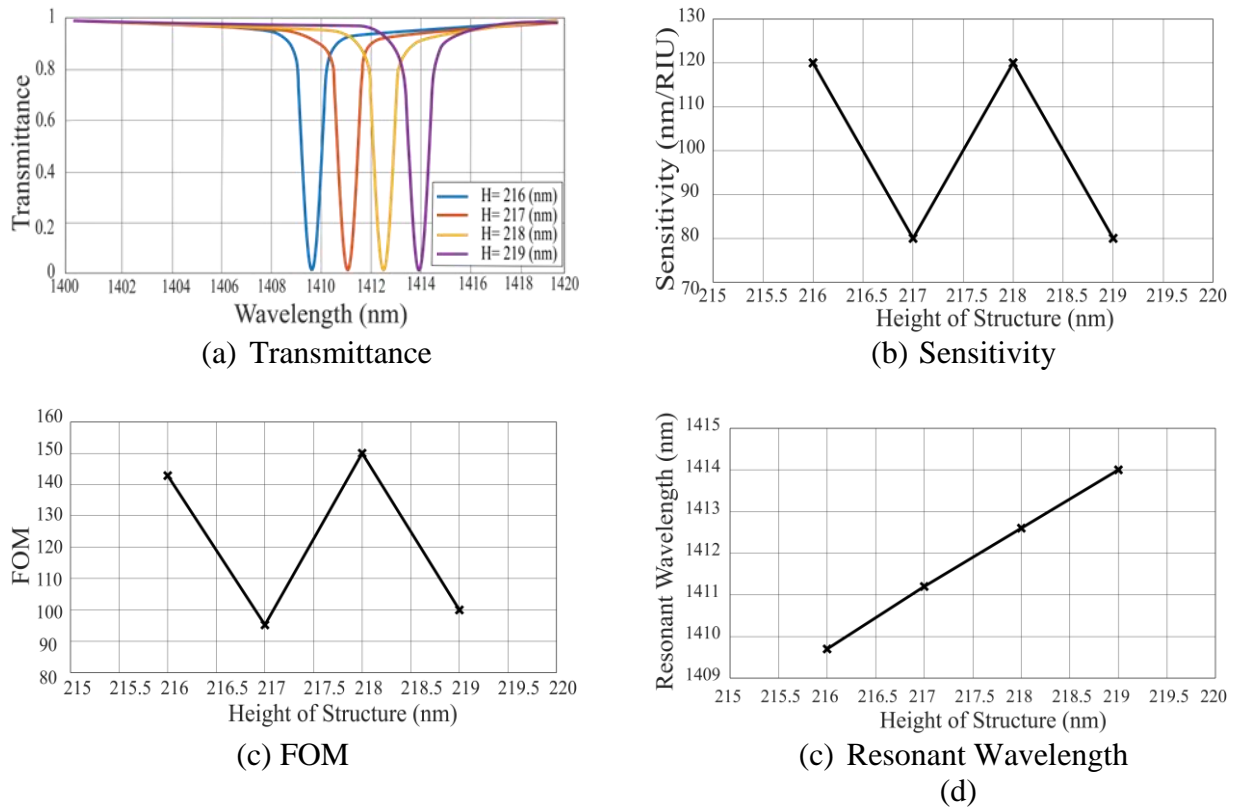 1
0.8
0.6
0.4
0.2
0
Transmittance
H= 216 (nm)
H= 217 (nm)
H= 218 (nm)
H= 219 (nm)
1400 1402 1404 1406 1408 1410 1412 1414 1416 1418 1420
Wavelength (nm)
(a) Transmittance
130
120
110
100
90
80
70
Sensitivity (nm/RIU)
215 215.5 216 216.5 217 217.5 218 218.5 219 219.5 220
Height of Structure (nm)
(b) Sensitivity
160
150
140
130
120
110
100
90
80
FOM
215 215.5 216 216.5 217 217.5 218 218.5 219 219.5 220
Height of Structure (nm)
(c) FOM
1415
1414
1413
1412
1411
1410
1409
Resonant Wavelength (nm)
215 215.5 216 216.5 217 217.5 218 218.5 219 219.5 220
Height of Structure (nm)
(c) Resonant Wavelength
(d)